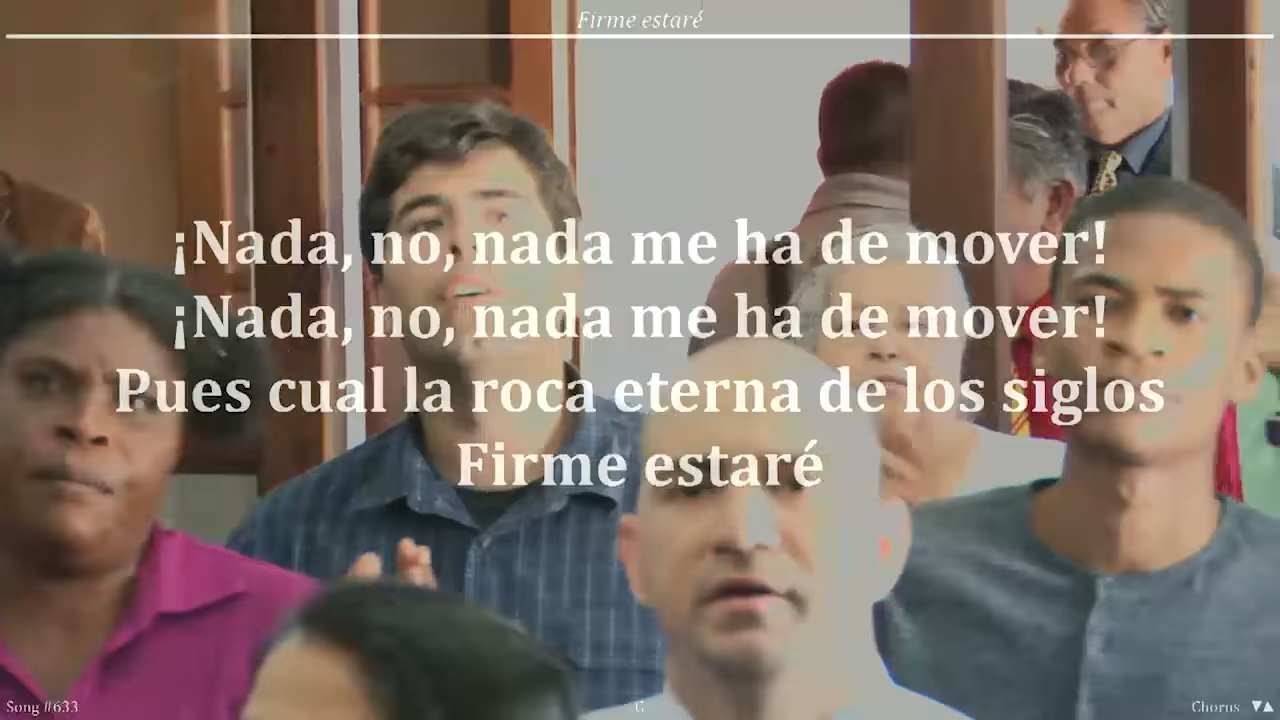 Firme estaré
¡Nada, no, nada me ha de mover!
¡Nada, no, nada me ha de mover!
Pues cual la roca eterna de los siglos
Firme estaré
Song #633
G
Chorus ▼▲